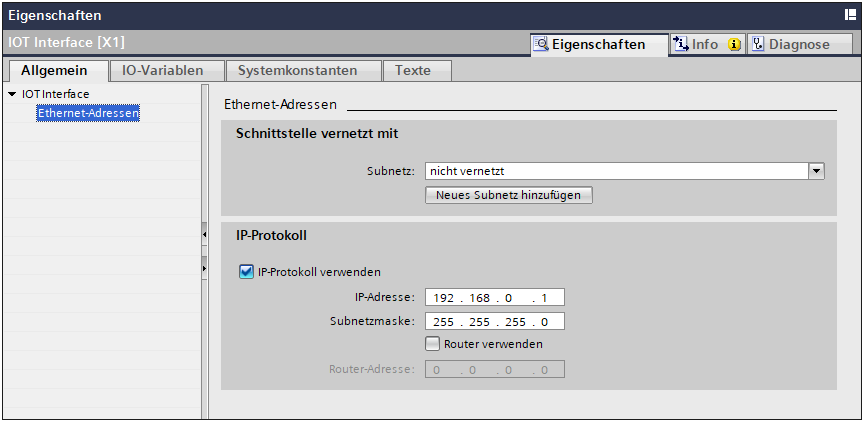 Eigenschaften
IOT Interface [X1]
Eigenschaften
Info
Diagnose
Allgemein
IO-Variablen
Systemkonstanten
Texte
IOT Interface
Ethernet-Adressen
Ethernet-Adressen
Schnittstelle vernetzt mit
Subnetz: nicht vernetzt
Neues Subnetz hinzufügen
IP-Protokoll
IP-Protokoll verwenden
IP-Adresse: 192 . 168 . 0 . 1
Subnetzmaske: 255 . 255 . 255 . 0
Router verwenden
Router-Adresse: 0 . 0 . 0 . 0